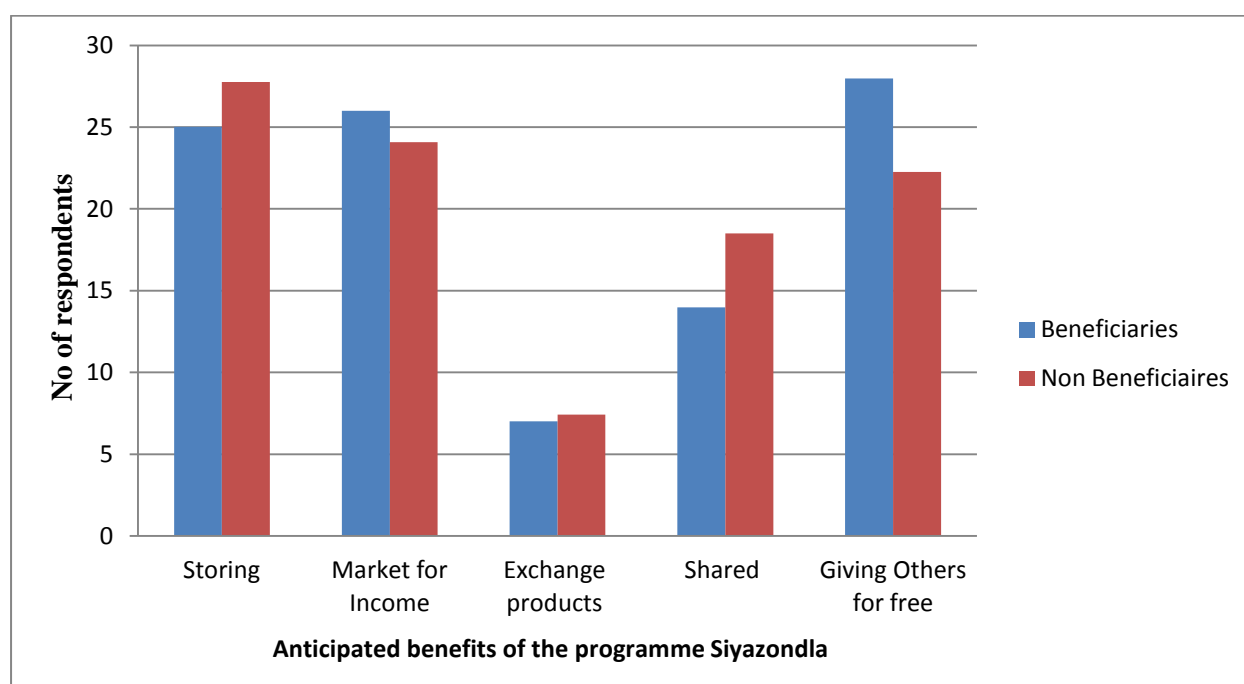 30
25
20
15
10
5
0
No of respondents
Storing
Market for
Income
Exchange
products
Shared
Giving Others
for free
Anticipated benefits of the programme Siyazondla
Beneficiaries
Non Beneficiaires